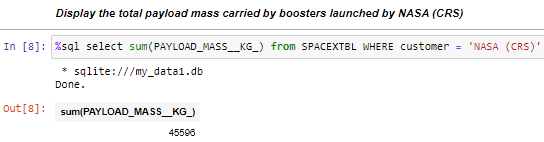 Display the total payload mass carried by boosters launched by NASA (CRS)
In [8]: %sql select sum(PAYLOAD_MASS__KG_) from SPACEXTBL WHERE customer = 'NASA (CRS)'
* sqlite:///my_data1.db
Done.
Out[8]: sum(PAYLOAD_MASS__KG_)
45596